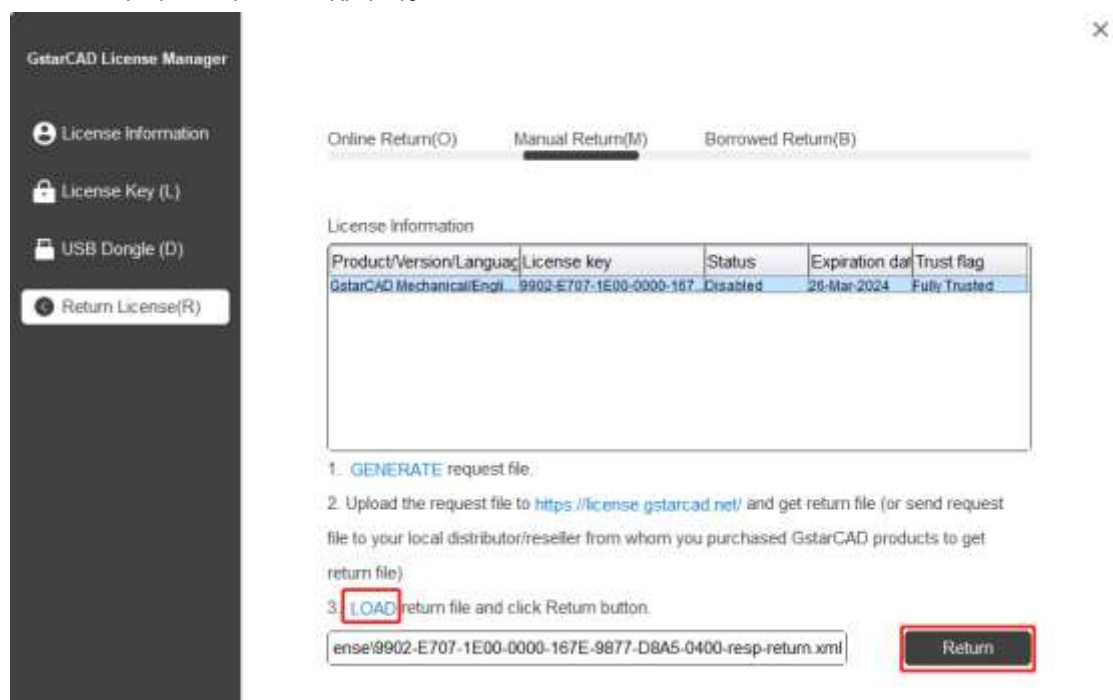 GstarCAD License Manager
License Information
License Key (L)
USB Dongle (D)
Return License(R)
Online Return(O) Manual Return(M) Borrowed Return(B)
License Information
Product/Version/Languag License key Status Expiration dat Trust flag
GstarCAD Mechanical/Engli... 9902-E707-1E00-0000-167... Disabled 26-Mar-2024 Fully Trusted
1. GENERATE request file.
2. Upload the request file to https://license.gstarcad.net/ and get return file (or send request
file to your local distributor/reseller from whom you purchased GstarCAD products to get
return file)
3. LOAD return file and click Return button.
ense\9902-E707-1E00-0000-167E-9877-D8A5-0400-resp-return.xml
Return